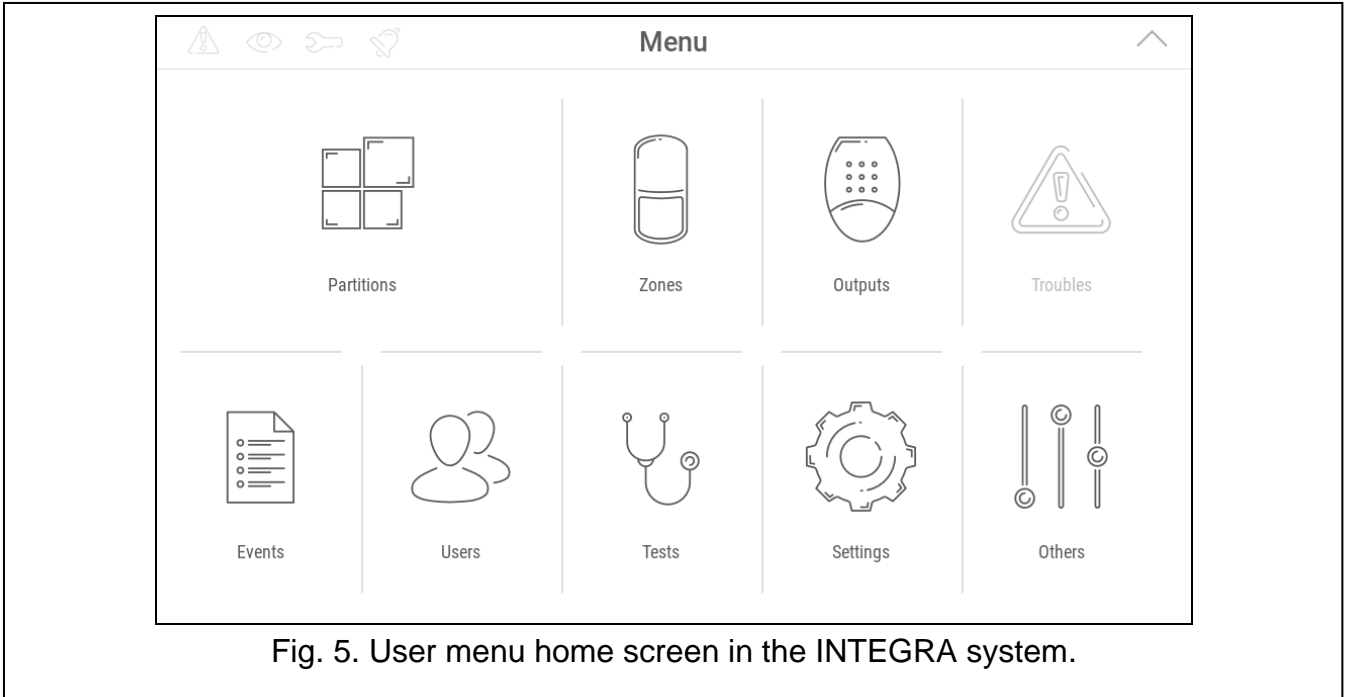 Menu
Partitions
Zones
Outputs
Troubles
Events
Users
Tests
Settings
Others
Fig. 5. User menu home screen in the INTEGRA system.